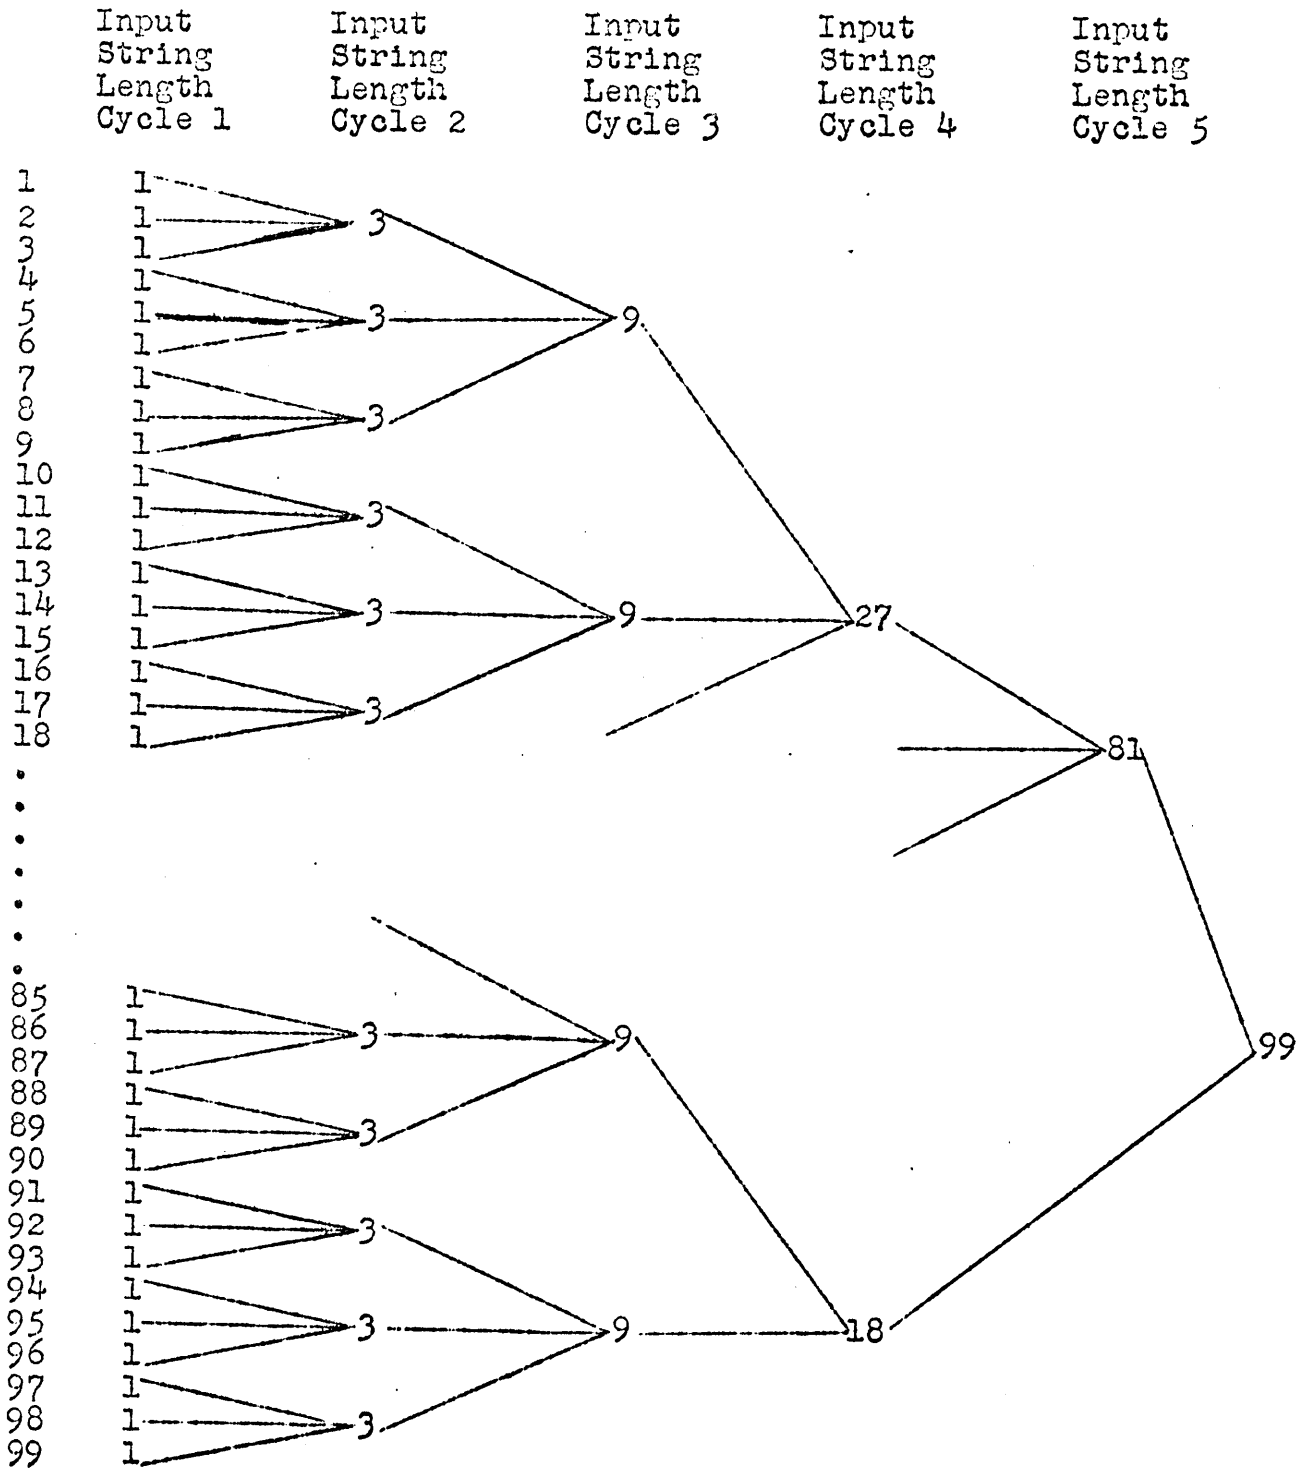 Input Input Input Input Input
String String String String String
Length Length Length Length Length
Cycle 1 Cycle 2 Cycle 3 Cycle 4 Cycle 5
1 1
2 1 3
3 1
4 1
5 1 3 9
6 1
7 1
8 1 3
9 1
10 1
11 1 3
12 1
13 1
14 1 3 9 27
15 1
16 1
17 1 3
18 1 81
.
.
.
.
.
.
.
85 1
86 1 3 9 99
87 1
88 1
89 1 3
90 1
91 1
92 1 3
93 1
94 1
95 1 3 9 18
96 1
97 1
98 1 3
99 1